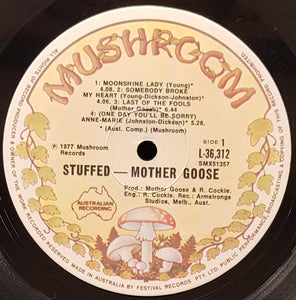 MUSHROOM
1: MOONSHINE LADY (Young)*
4.08. 2: SOMEBODY BROKE
MY HEART (Young-Dickson-Johnston)*
4.06. 3: LAST OF THE FOOLS
(Mother Goose)* 6.44
4: (ONE DAY YOU'LL BE SORRY)
ANNE-MARIE (Johnston-Dickson)* 5.28.
* (Aust. Comp.) (Mushroom)
℗ 1977 Mushroom
Records
SIDE 1
L-36,312
SMX51357
STUFFED — MOTHER GOOSE
Prod.: Mother Goose & R. Cockle.
Eng.: R. Cockle. Rec.: Armstrongs
Studios, Melb., Aust.
AUSTRALIAN
RECORDING
MADE IN AUSTRALIA BY FESTIVAL RECORDS PTY. LTD.